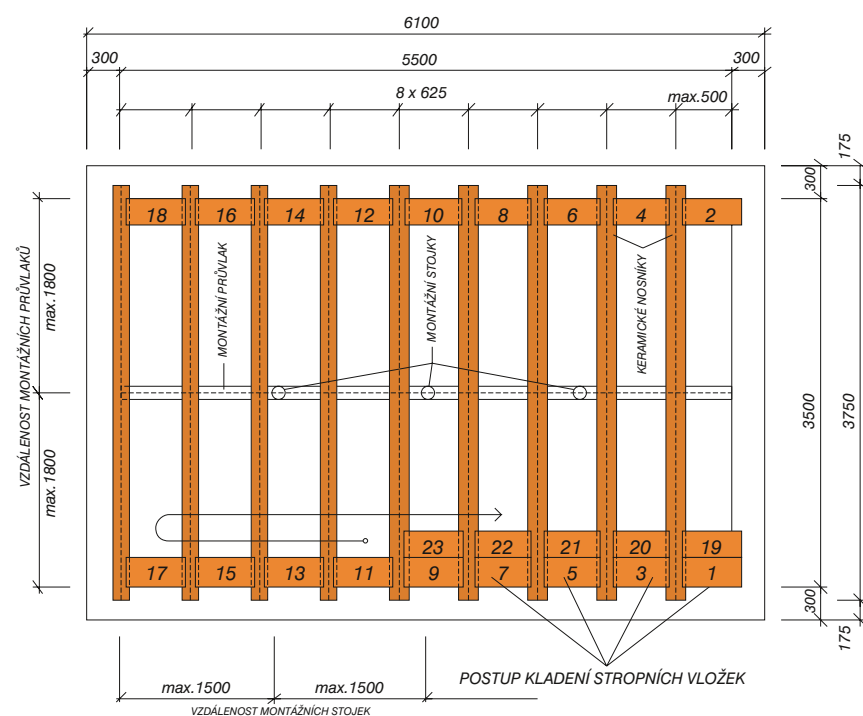 6100
300
5500
300
8 x 625
max.500
175
300
18
16
14
12
10
8
6
4
2
VZDÁLENOST MONTÁŽNÍCH PRŮVLAKŮ
max.1800
max.1800
MONTÁŽNÍ PRŮVLAK
MONTÁŽNÍ STOJKY
KERAMICKÉ NOSNÍKY
3500
3750
23
22
21
20
19
17
15
13
11
9
7
5
3
1
300
175
POSTUP KLADENÍ STROPNÍCH VLOŽEK
max.1500
max.1500
VZDÁLENOST MONTÁŽNÍCH STOJEK